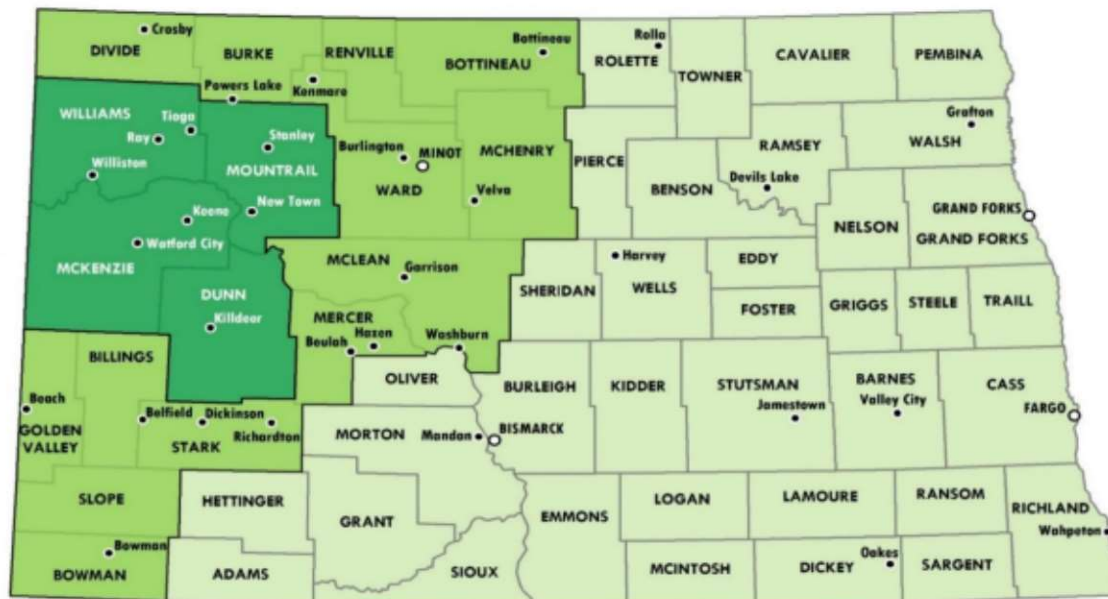 Crosby
DIVIDE
BURKE
RENVILLE
Bottineau
BOTTINEAU
Rolla
ROLETTE
TOWNER
CAVALIER
PEMBINA
Powers Lake
Kenmare
WILLIAMS
Tioga
Ray
Williston
Stanley
MOUNTRAIL
New Town
Burlington
MINOT
WARD
MCHENRY
Velva
PIERCE
BENSON
RAMSEY
Devils Lake
Grafton
WALSH
NELSON
GRAND FORKS
GRAND FORKS
Keene
Watford City
MCKENZIE
DUNN
Killdeer
MCLEAN
Garrison
MERCER
Hazen
Beulah
Washburn
SHERIDAN
Harvey
WELLS
EDDY
FOSTER
GRIGGS
STEELE
TRAILL
BILLINGS
Beach
GOLDEN
VALLEY
Belfield
Dickinson
Richardton
STARK
OLIVER
MORTON
Mandan
BISMARCK
BURLEIGH
KIDDER
STUTSMAN
Jamestown
BARNES
Valley City
CASS
FARGO
SLOPE
HETTINGER
GRANT
Bowman
BOWMAN
ADAMS
SIOUX
EMMONS
LOGAN
LAMOURE
RANSOM
RICHLAND
Wahpeton
MCINTOSH
Oakes
DICKEY
SARGENT